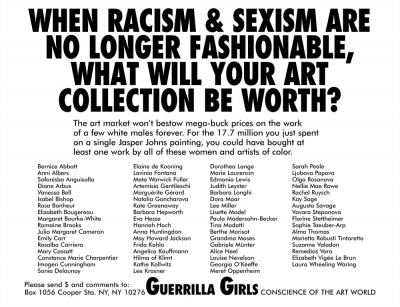 WHEN RACISM & SEXISM ARE
NO LONGER FASHIONABLE,
WHAT WILL YOUR ART
COLLECTION BE WORTH?
The art market won't bestow mega-buck prices on the work
of a few white males forever. For the 17.7 million you just spent
on a single Jasper Johns painting, you could have bought at
least one work by all of these women and artists of color.
Bernice Abbott
Anni Albers
Sofonisba Anguisolla
Diane Arbus
Vanessa Bell
Isabel Bishop
Rosa Bonheur
Elizabeth Bougereau
Margaret Bourke-White
Romaine Brooks
Julia Margaret Cameron
Emily Carr
Rosalba Carriera
Mary Cassatt
Constance Marie Charpentier
Imogen Cunningham
Sonia Delaunay
Elaine de Kooning
Lavinia Fontana
Meta Warwick Fuller
Artemisia Gentileschi
Marguérite Gérard
Natalia Goncharova
Kate Greenaway
Barbara Hepworth
Eva Hesse
Hannah Hoch
Anna Huntingdon
May Howard Jackson
Frida Kahlo
Angelica Kauffmann
Hilma af Klimt
Kathe Kollwitz
Lee Krasner
Dorothea Lange
Marie Laurencin
Edmonia Lewis
Judith Leyster
Barbara Longhi
Dora Maar
Lee Miller
Lisette Model
Paula Modersohn-Becker
Tina Modotti
Berthe Morisot
Grandma Moses
Gabriele Münter
Alice Neel
Louise Nevelson
Georgia O'Keeffe
Meret Oppenheim
Sarah Peale
Ljubova Popova
Olga Rosanova
Nellie Mae Rowe
Rachel Ruysch
Kay Sage
Augusta Savage
Vavara Stepanova
Florine Stettheimer
Sophie Taeuber-Arp
Alma Thomas
Marietta Robusti Tintoretto
Suzanne Valadon
Remedios Varo
Elizabeth Vigée Le Brun
Laura Wheeling Waring
Please send $ and comments to:
Box 1056 Cooper Sta. NY, NY 10276 GUERRILLA GIRLS CONSCIENCE OF THE ART WORLD